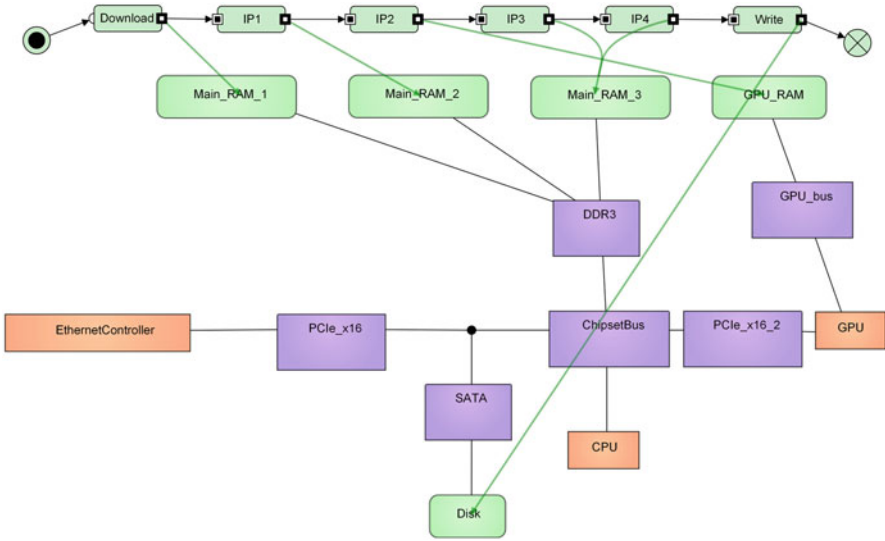 Download
IP1
IP2
IP3
IP4
Write
Main_RAM_1
Main_RAM_2
Main_RAM_3
GPU_RAM
GPU_bus
DDR3
EthernetController
PCIe_x16
ChipsetBus
PCIe_x16_2
GPU
SATA
CPU
Disk